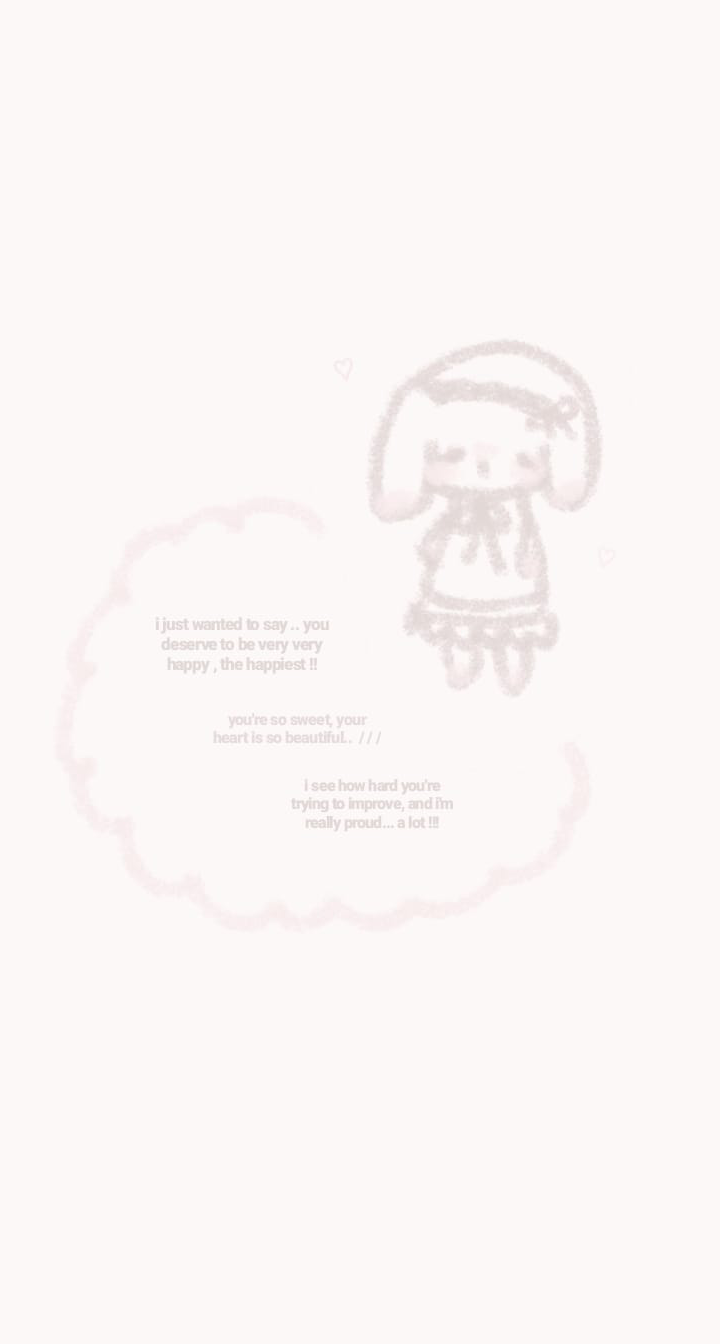 i just wanted to say .. you
deserve to be very very
happy , the happiest !!
you're so sweet, your
heart is so beautiful.. / / /
i see how hard you're
trying to improve, and i'm
really proud... a lot !!!